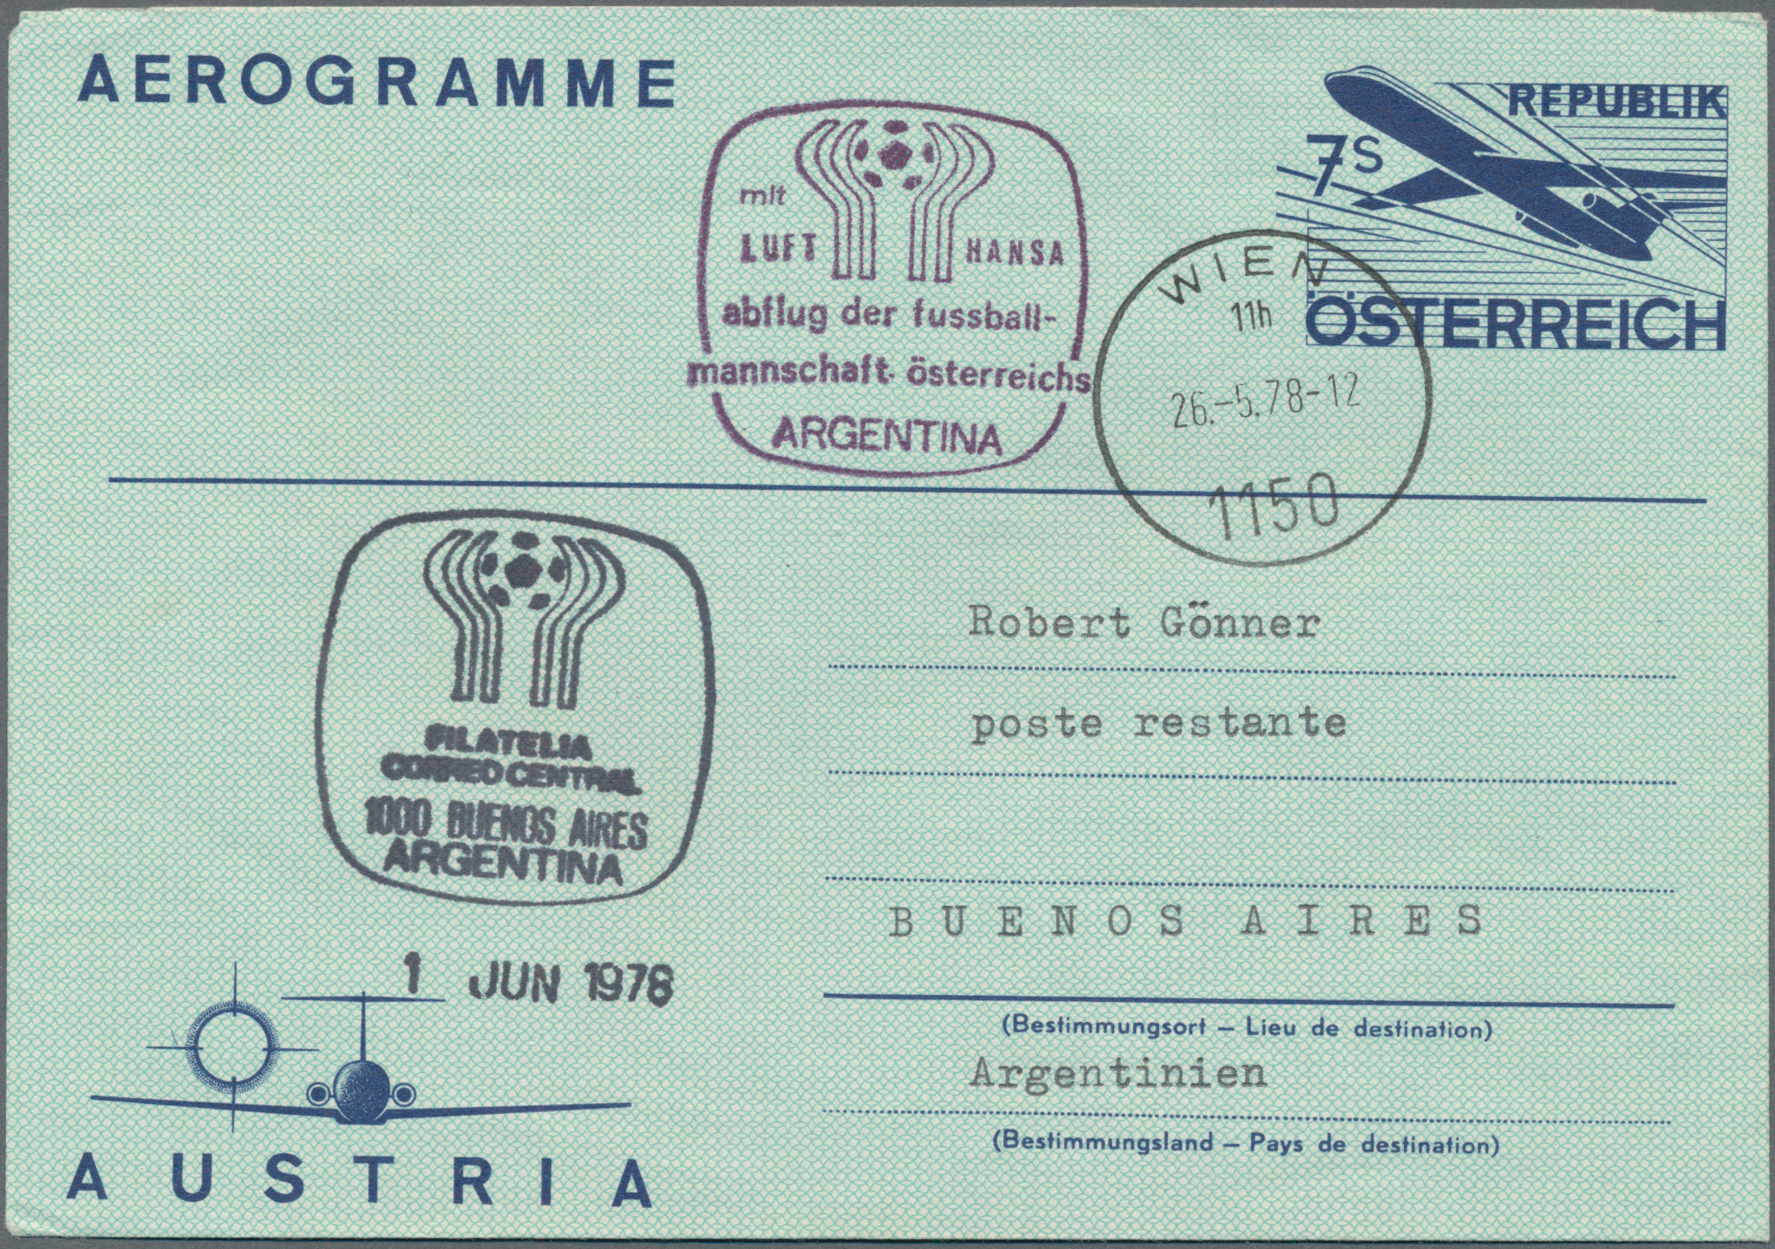 AEROGRAMME
REPUBLIK
7S
ÖSTERREICH
mit
LUFT HANSA
abflug der fussball-
mannschaft österreichs
ARGENTINA
WIEN
11h
26.-5.78-12
1150
FILATELIA
CORREO CENTRAL
1000 BUENOS AIRES
ARGENTINA
1 JUN 1978
Robert Gönner
poste restante
BUENOS AIRES
(Bestimmungsort – Lieu de destination)
Argentinien
(Bestimmungsland – Pays de destination)
AUSTRIA